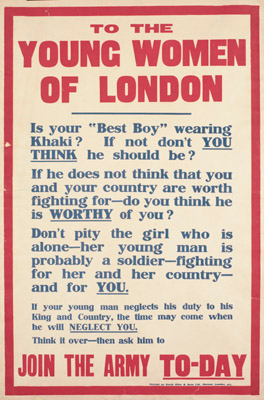 TO THE
YOUNG WOMEN
OF LONDON
Is your "Best Boy" wearing
Khaki? If not don't YOU
THINK he should be?
If he does not think that you
and your country are worth
fighting for—do you think he
is WORTHY of you?
Don't pity the girl who is
alone—her young man is
probably a soldier—fighting
for her and her country—
and for YOU.
If your young man neglects his duty to his
King and Country, the time may come when
he will NEGLECT YOU.
Think it over—then ask him to
JOIN THE ARMY TO-DAY